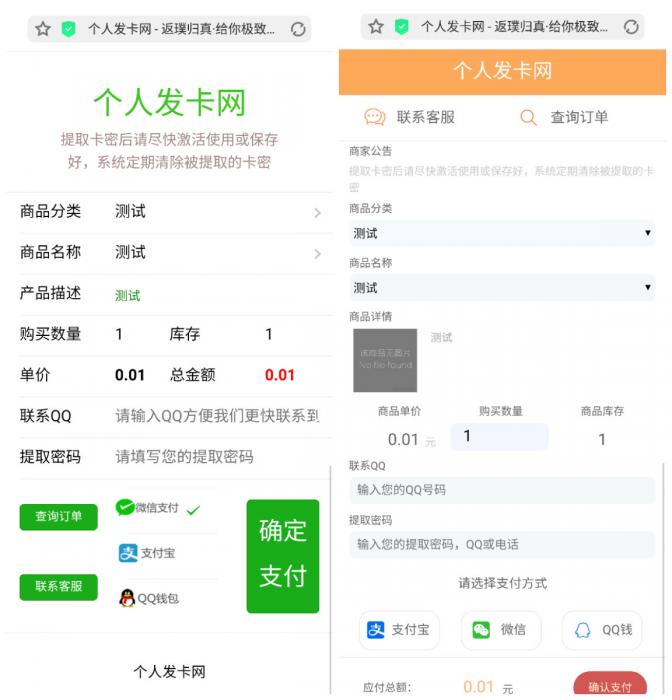 个人发卡网 - 返璞归真·给你极致...
个人发卡网
提取卡密后请尽快激活使用或保存
好，系统定期清除被提取的卡密
商品分类 测试
商品名称 测试
产品描述 测试
购买数量 1 库存 1
单价 0.01 总金额 0.01
联系QQ 请输入QQ方便我们更快联系到
提取密码 请填写您的提取密码
查询订单
联系客服
微信支付
支付宝
QQ钱包
确定
支付
个人发卡网
个人发卡网 - 返璞归真·给你极致...
个人发卡网
联系客服 查询订单
商家公告
提取卡密后请尽快激活使用或保存好，系统定期清除被提取的卡
密
商品分类
测试
商品名称
测试
商品详情
该商品无图片
No file found
测试
商品单价 购买数量 商品库存
0.01 元 1 1
联系QQ
输入您的QQ号码
提取密码
输入您的提取密码，QQ或电话
请选择支付方式
支付宝 微信 QQ钱
应付总额： 0.01 元 确认支付